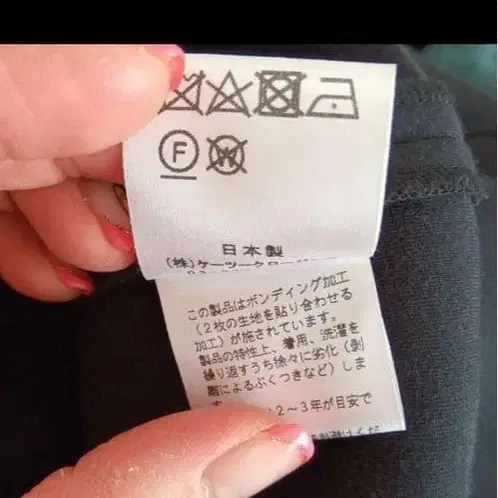 F W
日本製
(株)ケーツークロー
この製品はボンディング加工
(2枚の生地を貼り合わせる
加工)が施されています。
製品の特性上、着用、洗濯を
繰り返すうち徐々に劣化(剥
離によるぶくつきなど)しま
す。
2～3年が目安で